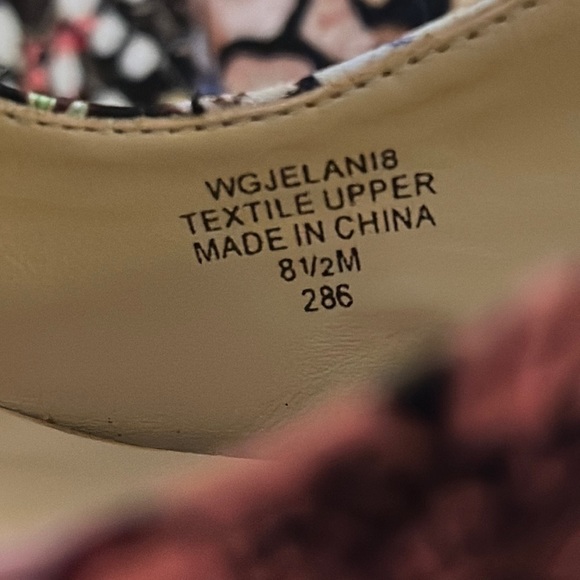 WGJELANI8
TEXTILE UPPER
MADE IN CHINA
8 1/2M
286